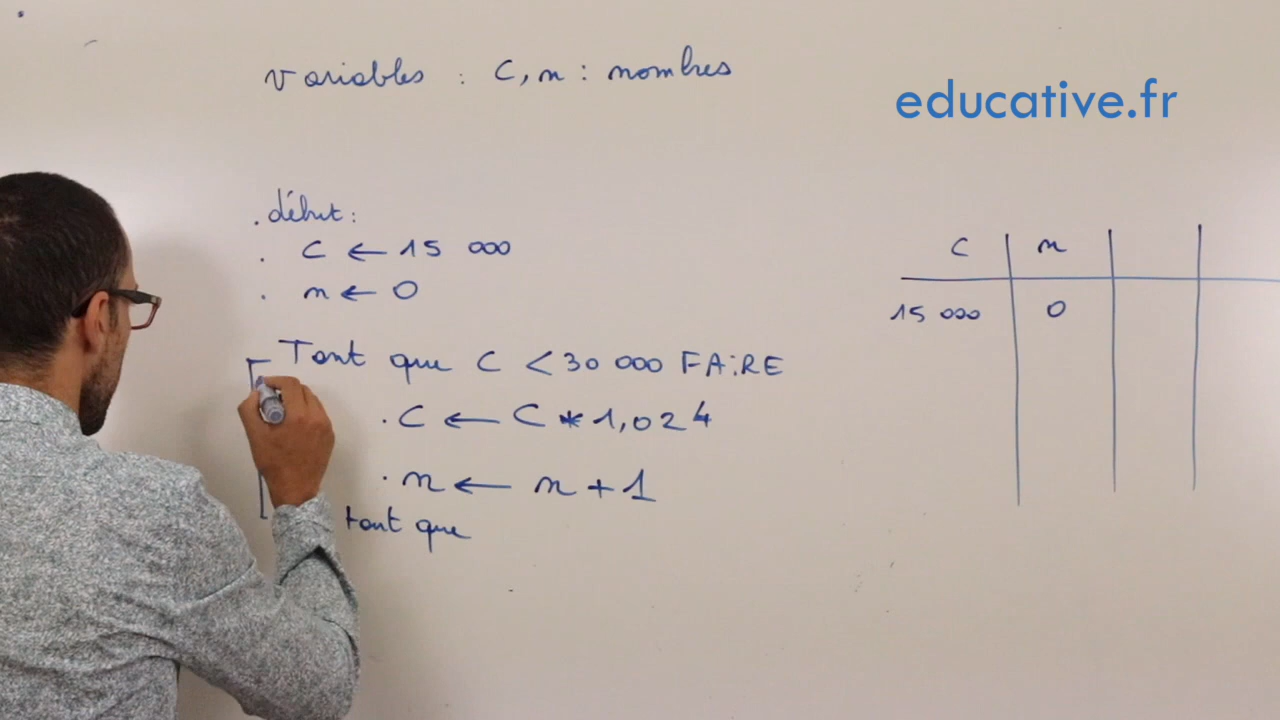 variables : C, n : nombres
educative.fr
. début :
. C ← 15 000
. n ← 0
Tant que C < 30 000 FAiRE
. C ← C * 1,024
. n ← n + 1
tant que
C n
15 000 0